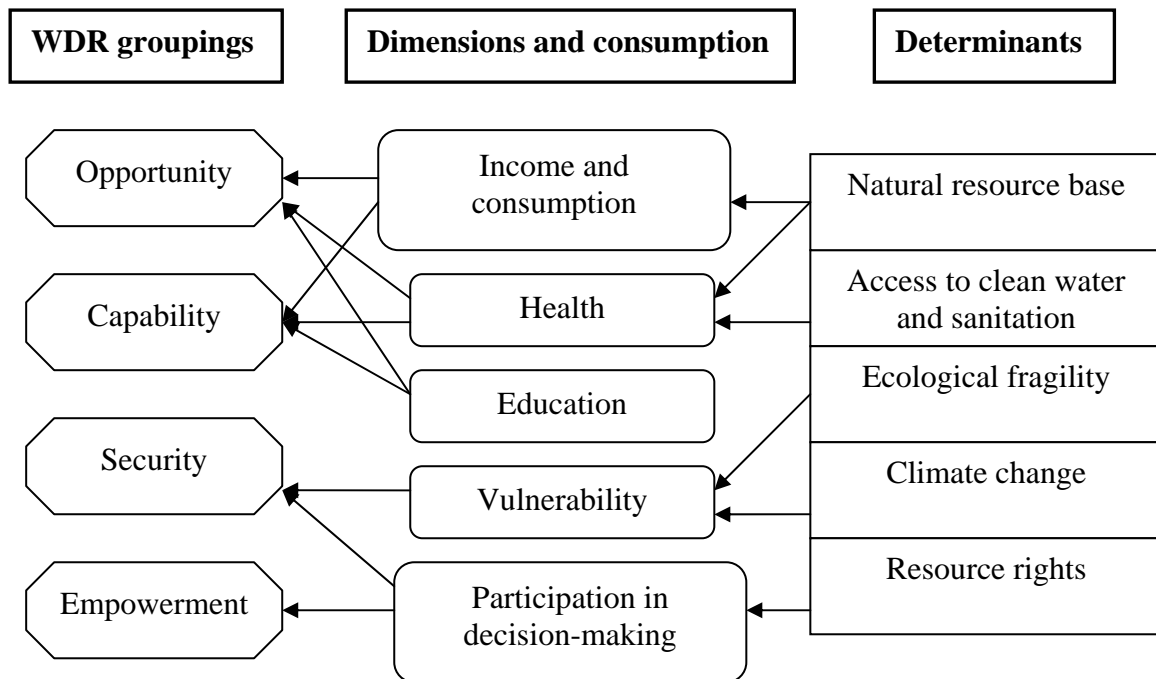 WDR groupings
Dimensions and consumption
Determinants
Opportunity
Capability
Security
Empowerment
Income and
consumption
Health
Education
Vulnerability
Participation in
decision-making
Natural resource base
Access to clean water
and sanitation
Ecological fragility
Climate change
Resource rights